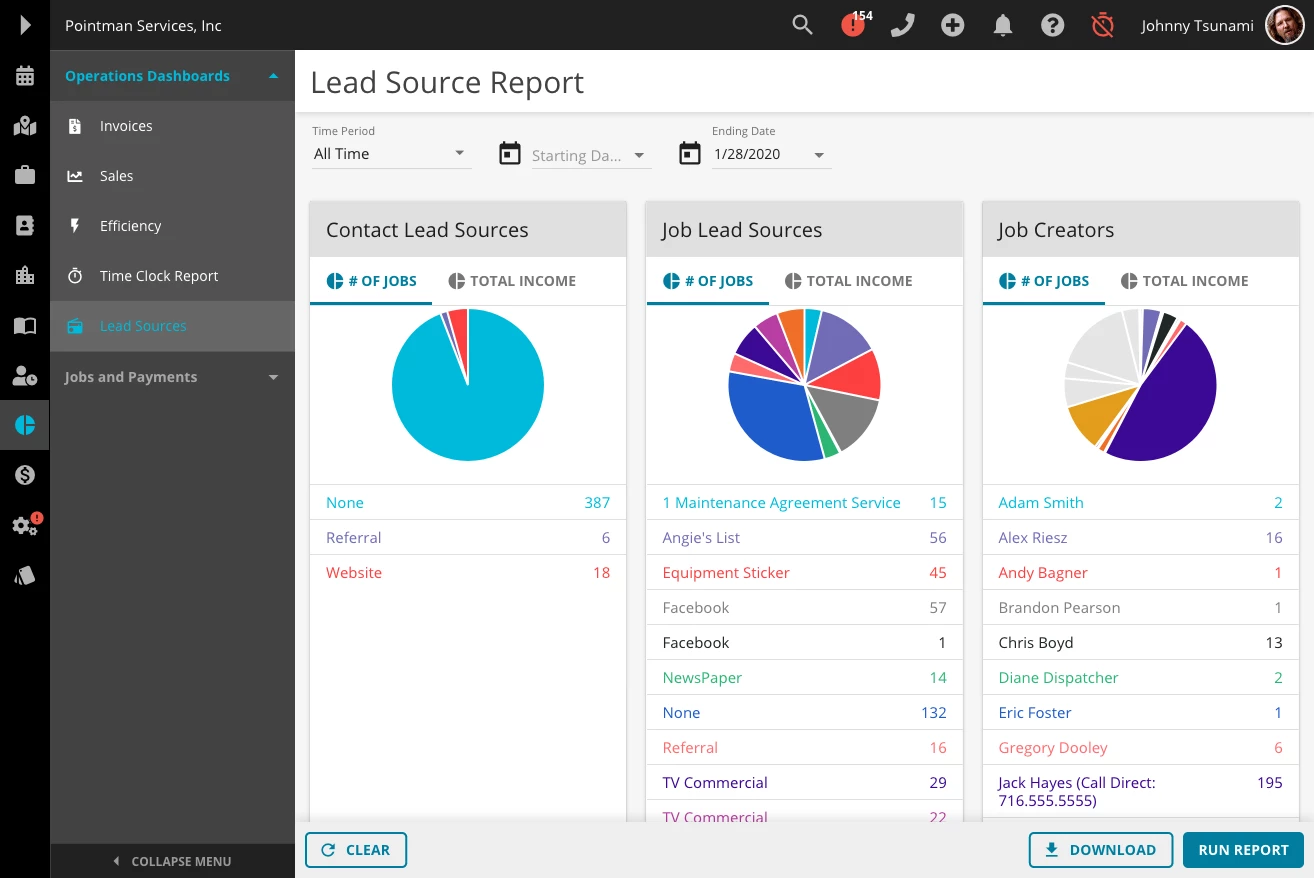 Pointman Services, Inc
154
Johnny Tsunami
Operations Dashboards
Invoices
Sales
Efficiency
Time Clock Report
Lead Sources
Jobs and Payments
COLLAPSE MENU
Lead Source Report
Time Period
All Time
Starting Da...
Ending Date
1/28/2020
Contact Lead Sources
# OF JOBS TOTAL INCOME
None 387
Referral 6
Website 18
Job Lead Sources
# OF JOBS TOTAL INCOME
1 Maintenance Agreement Service 15
Angie's List 56
Equipment Sticker 45
Facebook 57
Facebook 1
NewsPaper 14
None 132
Referral 16
TV Commercial 29
TV Commercial 22
Job Creators
# OF JOBS TOTAL INCOME
Adam Smith 2
Alex Riesz 16
Andy Bagner 1
Brandon Pearson 1
Chris Boyd 13
Diane Dispatcher 2
Eric Foster 1
Gregory Dooley 6
Jack Hayes (Call Direct: 195
716.555.5555)
CLEAR
DOWNLOAD
RUN REPORT